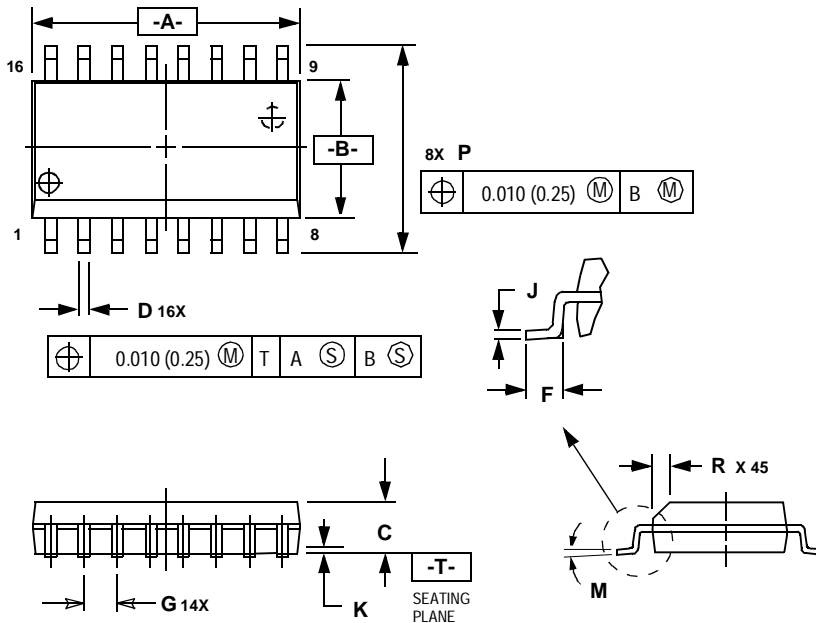 -A-
16 9
-B-
8X P
0.010 (0.25) Ⓜ B Ⓜ
1 8
J
D 16X
0.010 (0.25) Ⓜ T A Ⓢ B Ⓢ
F
R X 45
C
-T-
G 14X
K
SEATING
PLANE
M